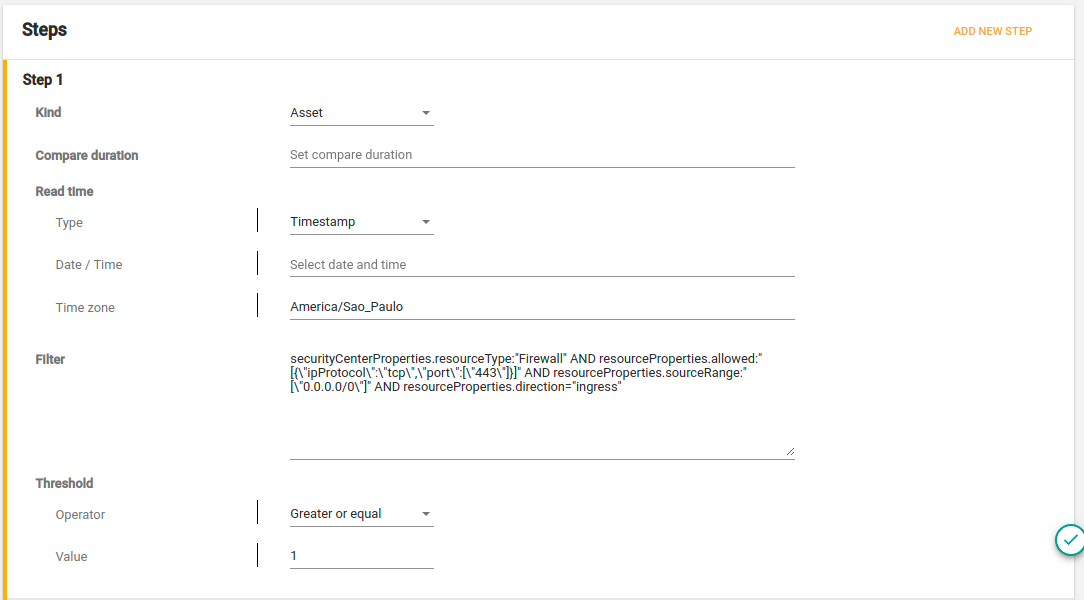 Steps
ADD NEW STEP
Step 1
Kind
Asset
Compare duration
Set compare duration
Read time
Type
Timestamp
Date / Time
Select date and time
Time zone
America/Sao_Paulo
Filter
securityCenterProperties.resourceType:"Firewall" AND resourceProperties.allowed:"
[{\"ipProtocol\":\"tcp\",\"port\":[\"443\"]}]" AND resourceProperties.sourceRange:"
[\"0.0.0.0/0\"]" AND resourceProperties.direction="ingress"
Threshold
Operator
Greater or equal
Value
1